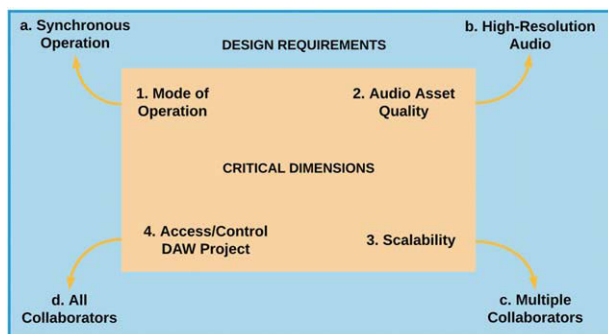 a. Synchronous
Operation
DESIGN REQUIREMENTS
b. High-Resolution
Audio
1. Mode of
Operation
2. Audio Asset
Quality
CRITICAL DIMENSIONS
4. Access/Control
DAW Project
3. Scalability
d. All
Collaborators
c. Multiple
Collaborators